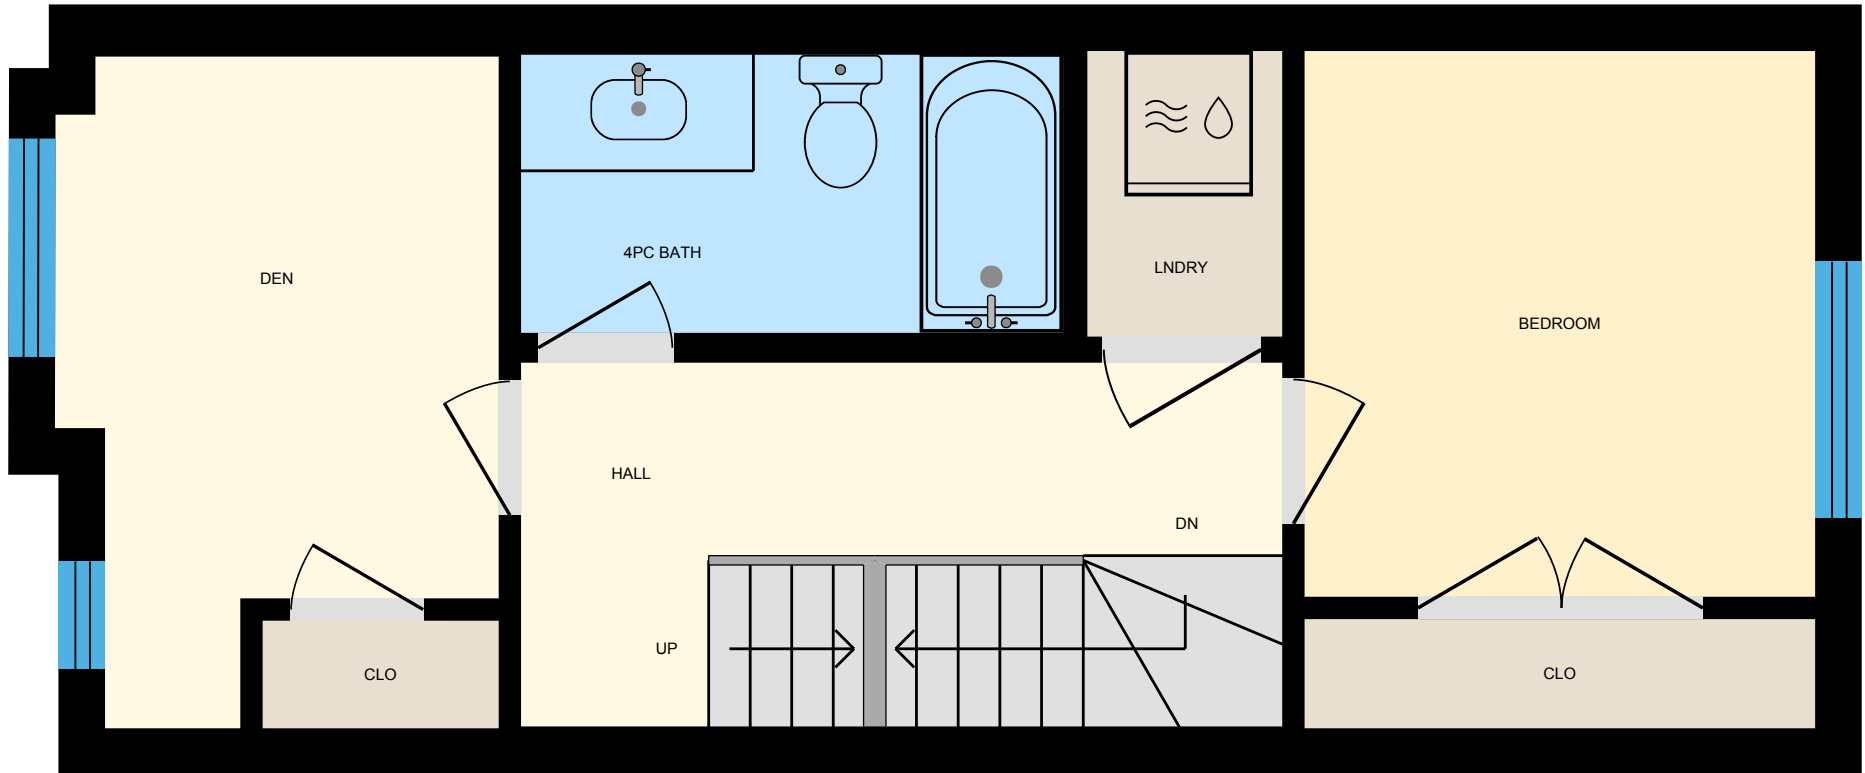 4PC BATH
LNDRY
DEN
BEDROOM
HALL
DN
UP
CLO
CLO